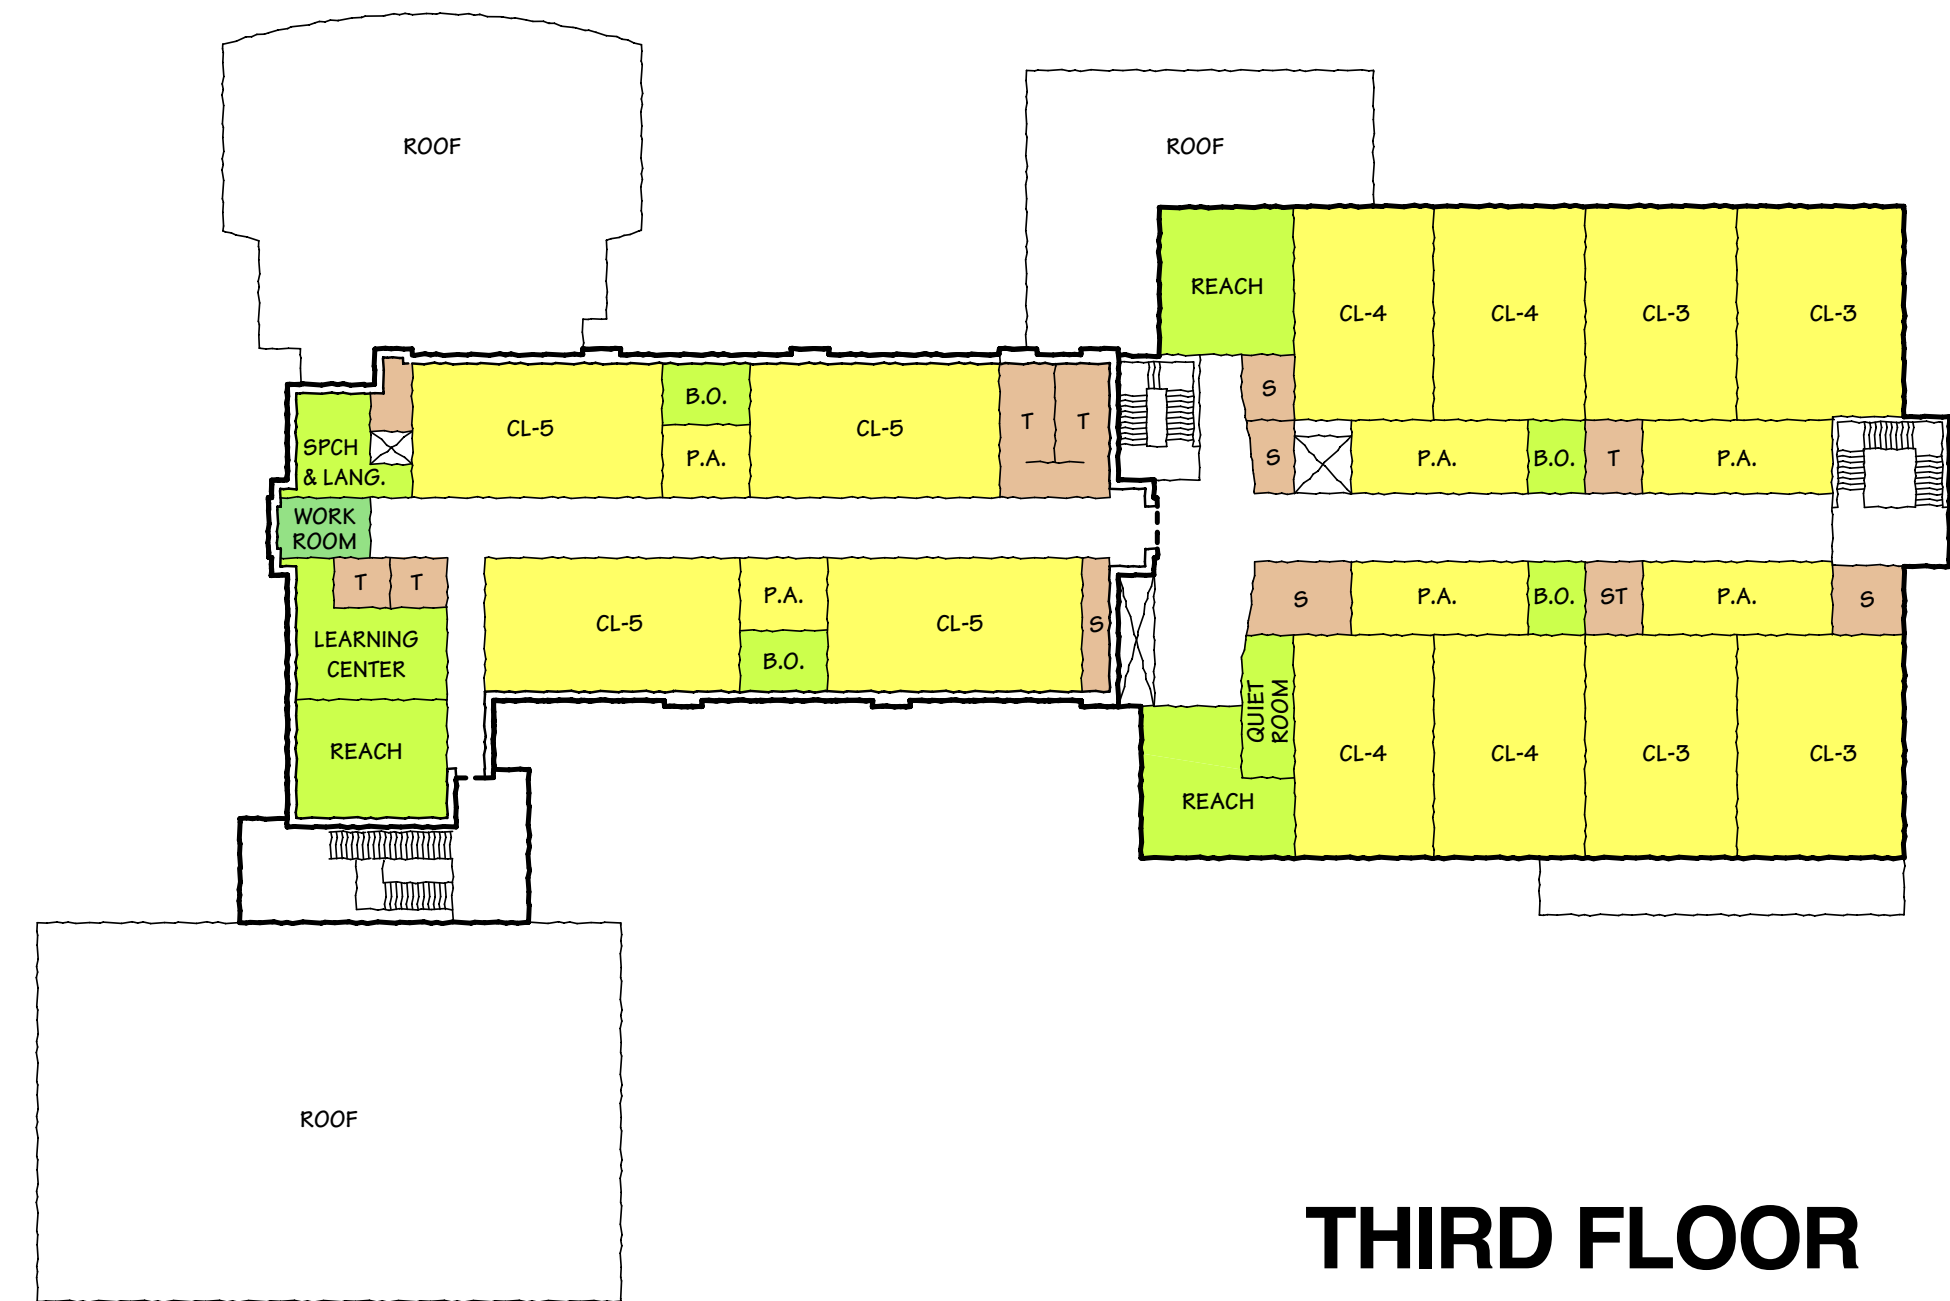 ROOF
ROOF
REACH
CL-4
CL-4
CL-3
CL-3
S
CL-5
B.O.
P.A.
CL-5
T
T
SPCH
& LANG.
S
P.A.
B.O.
T
P.A.
WORK
ROOM
T
T
LEARNING
CENTER
REACH
CL-5
P.A.
B.O.
CL-5
S
S
P.A.
B.O.
ST
P.A.
S
QUIET
ROOM
REACH
CL-4
CL-4
CL-3
CL-3
ROOF
THIRD FLOOR